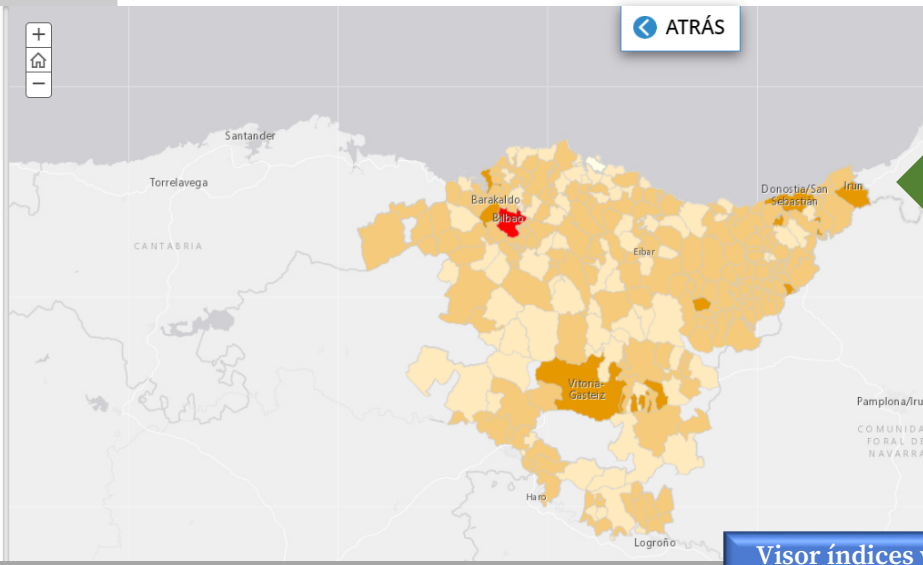 +
−
ATRÁS
Santander
Torrelavega
CANTABRIA
Barakaldo
Bilbao
Donostia/San
Sebastián
Irun
Eibar
Vitoria-
Gasteiz
Pamplona/Iru
COMUNIDA
FORAL DE
NAVARRA
Haro
Logroño
Visor índices